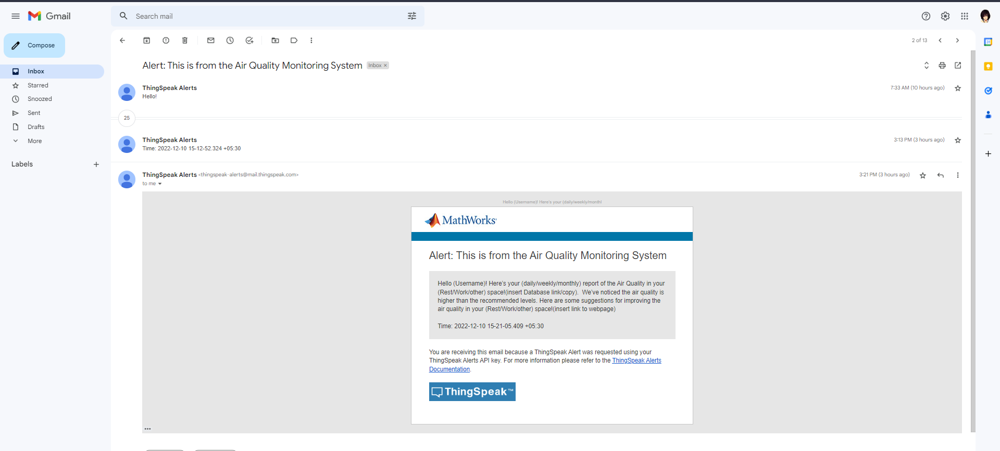 Gmail
Search mail
Compose
2 of 13
Inbox
Starred
Snoozed
Sent
Drafts
More
Labels
Alert: This is from the Air Quality Monitoring System Inbox ×
ThingSpeak Alerts 7:33 AM (10 hours ago)
Hello!
25
ThingSpeak Alerts 3:13 PM (3 hours ago)
Time: 2022-12-10 15-12-52.324 +05:30
ThingSpeak Alerts <thingspeak-alerts@mail.thingspeak.com> 3:21 PM (3 hours ago)
to me
Hello (Username)! Here's your (daily/weekly/month!
MathWorks®
Alert: This is from the Air Quality Monitoring System
Hello (Username)! Here's your (daily/weekly/monthly) report of the Air Quality in your
(Rest/Work/other) space!(insert Database link/copy).  We've noticed the air quality is
higher than the recommended levels. Here are some suggestions for improving the
air quality in your (Rest/Work/other) space!(insert link to webpage)
Time: 2022-12-10 15-21-05.409 +05:30
You are receiving this email because a ThingSpeak Alert was requested using your
ThingSpeak Alerts API key. For more information please refer to the ThingSpeak Alerts
Documentation.
ThingSpeak™
31